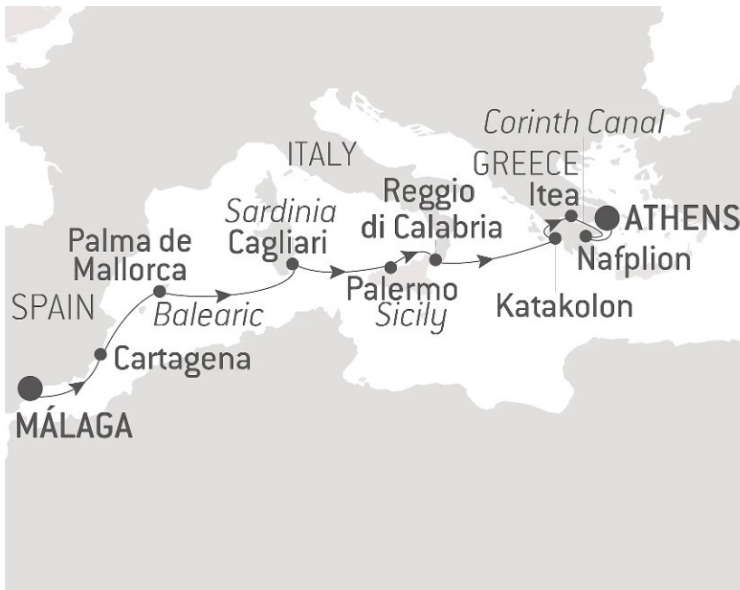 Corinth Canal
ITALY
GREECE
Itea
Reggio
di Calabria
Sardinia
Cagliari
ATHENS
Palma de
Mallorca
Nafplion
Palermo
Sicily
Katakolon
SPAIN
Balearic
Cartagena
MÁLAGA